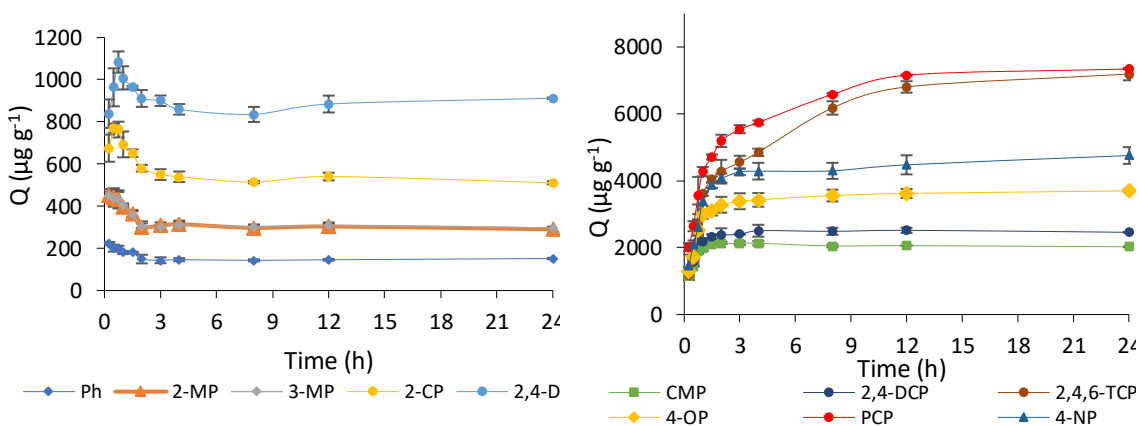 Q (µg g⁻¹)
1200
1000
800
600
400
200
0
0 3 6 9 12 15 18 21 24
Time (h)
Ph 2-MP 3-MP 2-CP 2,4-D
Q (µg g⁻¹)
8000
6000
4000
2000
0
0 3 6 9 12 15 18 21 24
Time (h)
CMP 2,4-DCP 2,4,6-TCP
4-OP PCP 4-NP